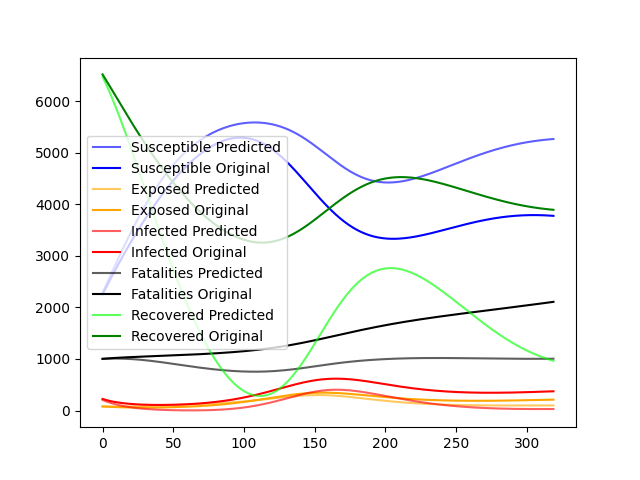 6000
5000
4000
3000
2000
1000
0
Susceptible Predicted
Susceptible Original
Exposed Predicted
Exposed Original
Infected Predicted
Infected Original
Fatalities Predicted
Fatalities Original
Recovered Predicted
Recovered Original
0 50 100 150 200 250 300